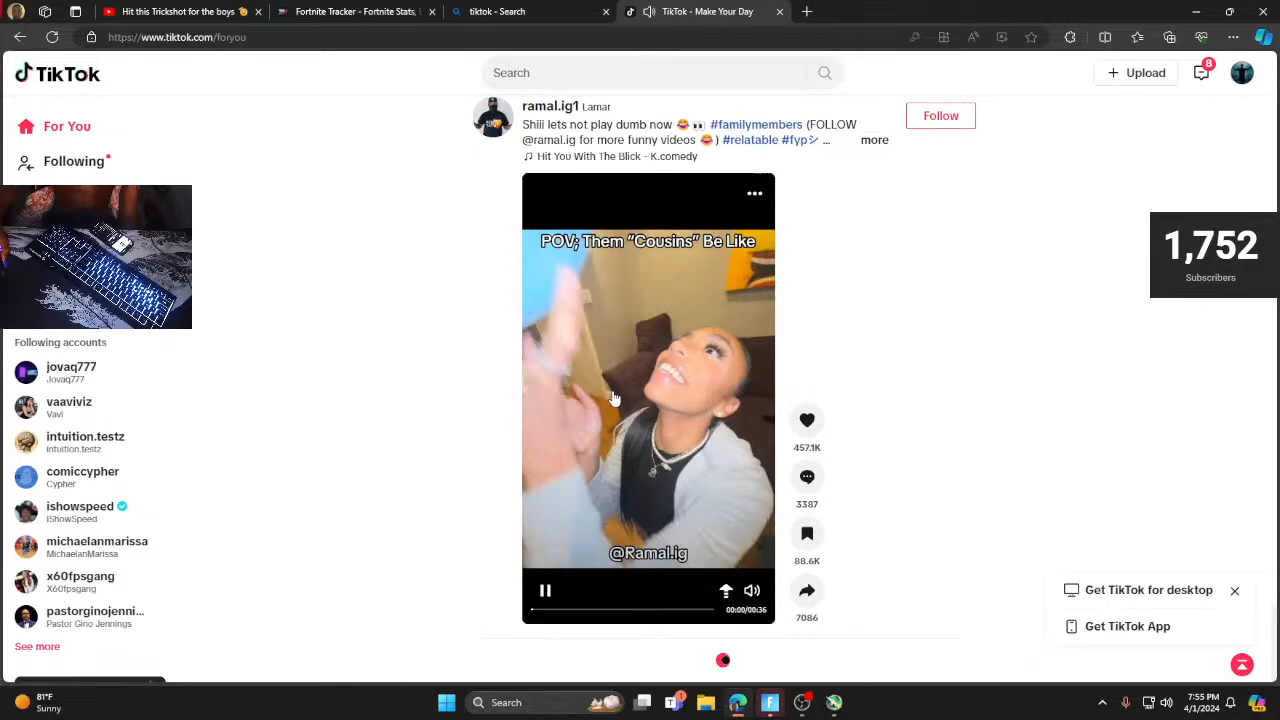 Hit this Trickshot for the boys
Fortnite Tracker - Fortnite Stats, L
tiktok - Search
TikTok - Make Your Day
https://www.tiktok.com/foryou
TikTok
Search
Upload
8
For You
Following
ramal.ig1 Lamar
Shiii lets not play dumb now 😂 👀 #familymembers (FOLLOW
@ramal.ig for more funny videos 😂) #relatable #fypシ ...
more
♫ Hit You With The Blick - K.comedy
Follow
POV; Them “Cousins” Be Like
@Ramal.ig
00:00/00:36
457.1K
3387
88.6K
7086
1,752
Subscribers
Following accounts
jovaq777
Jovaq777
vaaviviz
Vavi
intuition.testz
intuition.testz
comiccypher
Cypher
ishowspeed
IShowSpeed
michaelanmarissa
MichaelanMarissa
x60fpsgang
X60fpsgang
pastorginojenni...
Pastor Gino Jennings
See more
Get TikTok for desktop
Get TikTok App
81°F
Sunny
Search
7:55 PM
4/1/2024